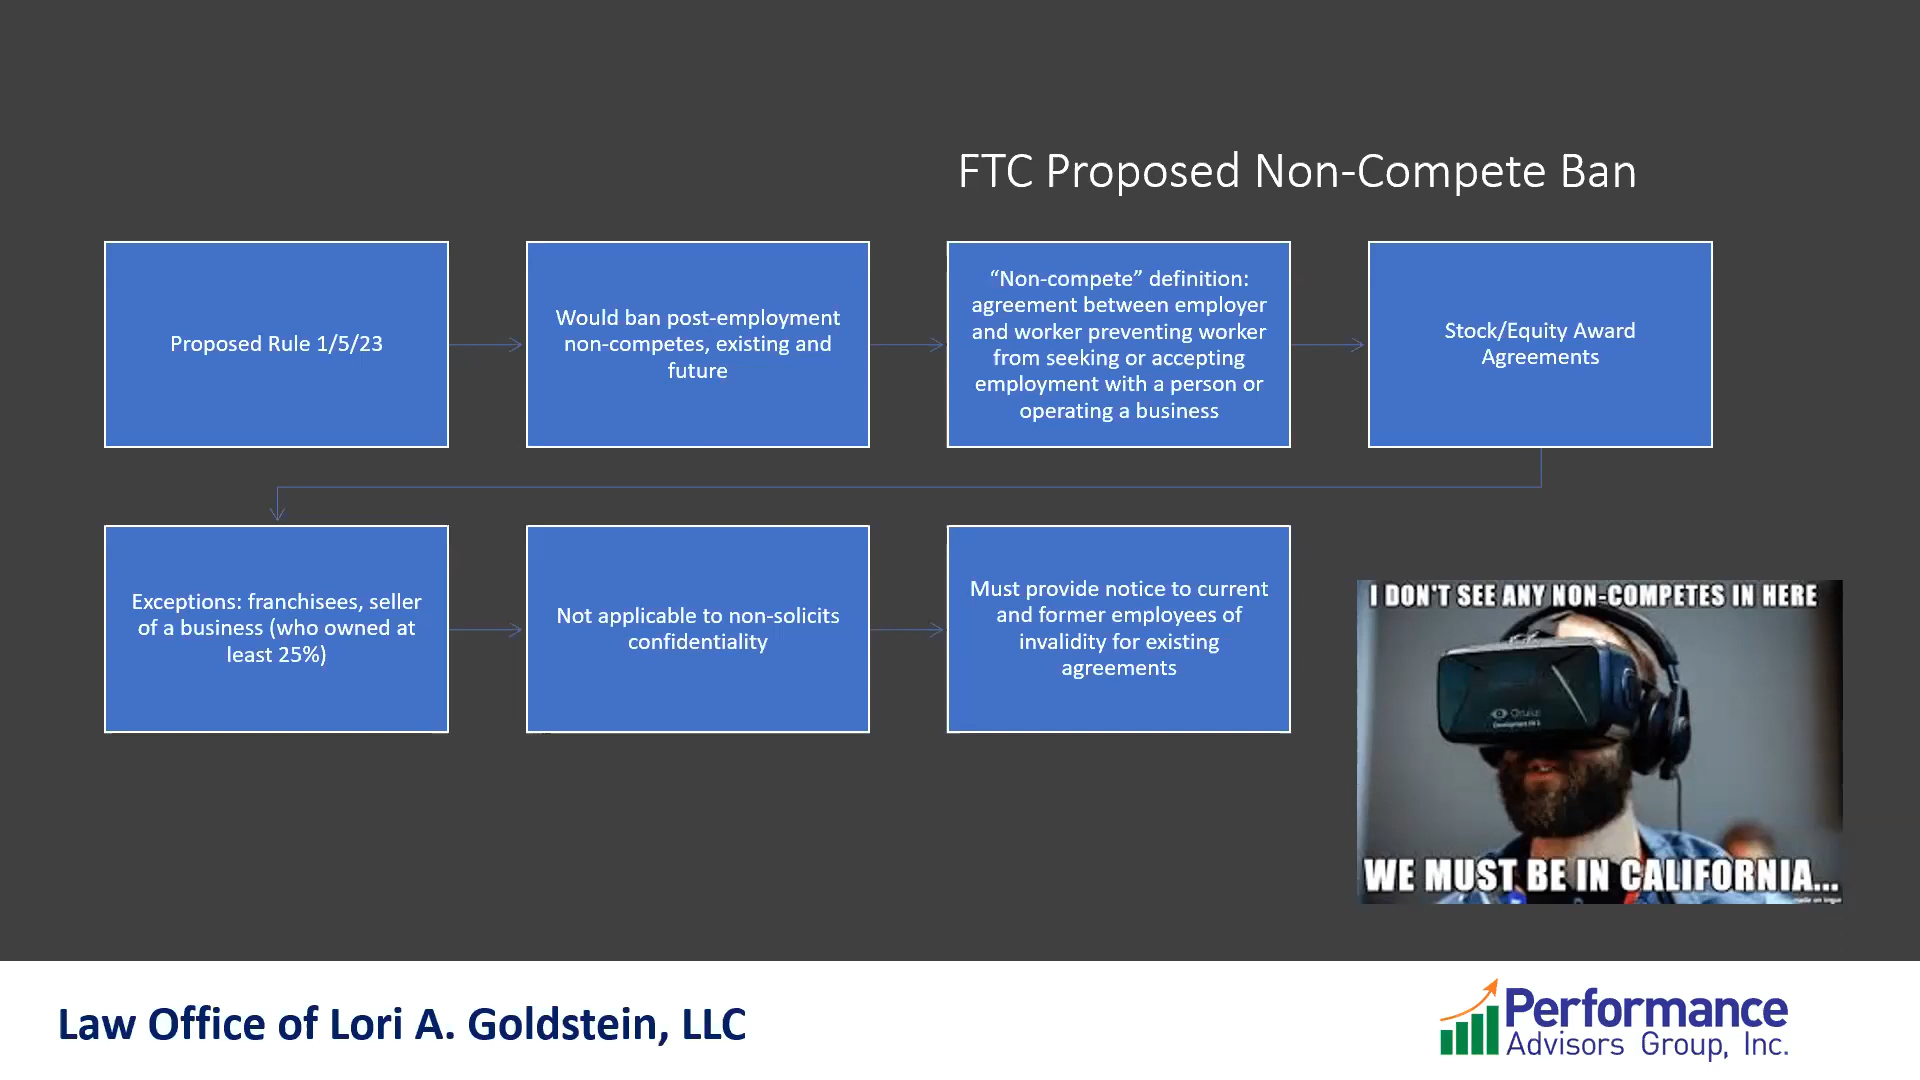 FTC Proposed Non-Compete Ban
Proposed Rule 1/5/23
Would ban post-employment
non-competes, existing and
future
“Non-compete” definition:
agreement between employer
and worker preventing worker
from seeking or accepting
employment with a person or
operating a business
Stock/Equity Award
Agreements
Exceptions: franchisees, seller
of a business (who owned at
least 25%)
Not applicable to non-solicits
confidentiality
Must provide notice to current
and former employees of
invalidity for existing
agreements
I DON'T SEE ANY NON-COMPETES IN HERE
Oculus
WE MUST BE IN CALIFORNIA...
made on imgur
Law Office of Lori A. Goldstein, LLC
Performance
Advisors Group, Inc.